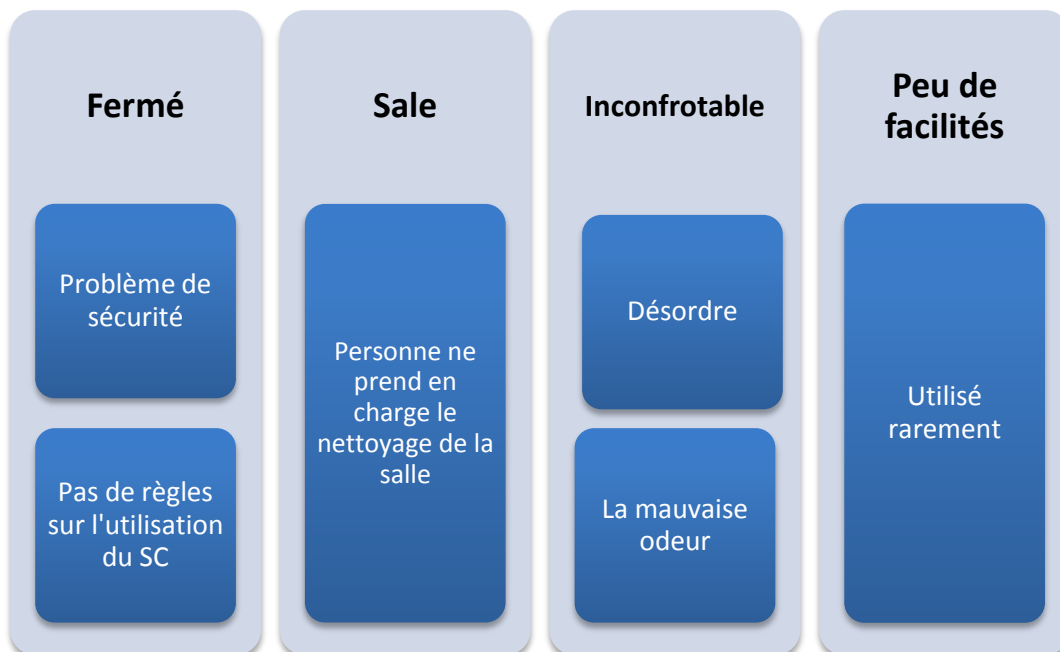 Fermé
Problème de
sécurité
Pas de règles
sur l'utilisation
du SC
Sale
Personne ne
prend en
charge le
nettoyage de la
salle
Inconfrotable
Désordre
La mauvaise
odeur
Peu de
facilités
Utilisé
rarement